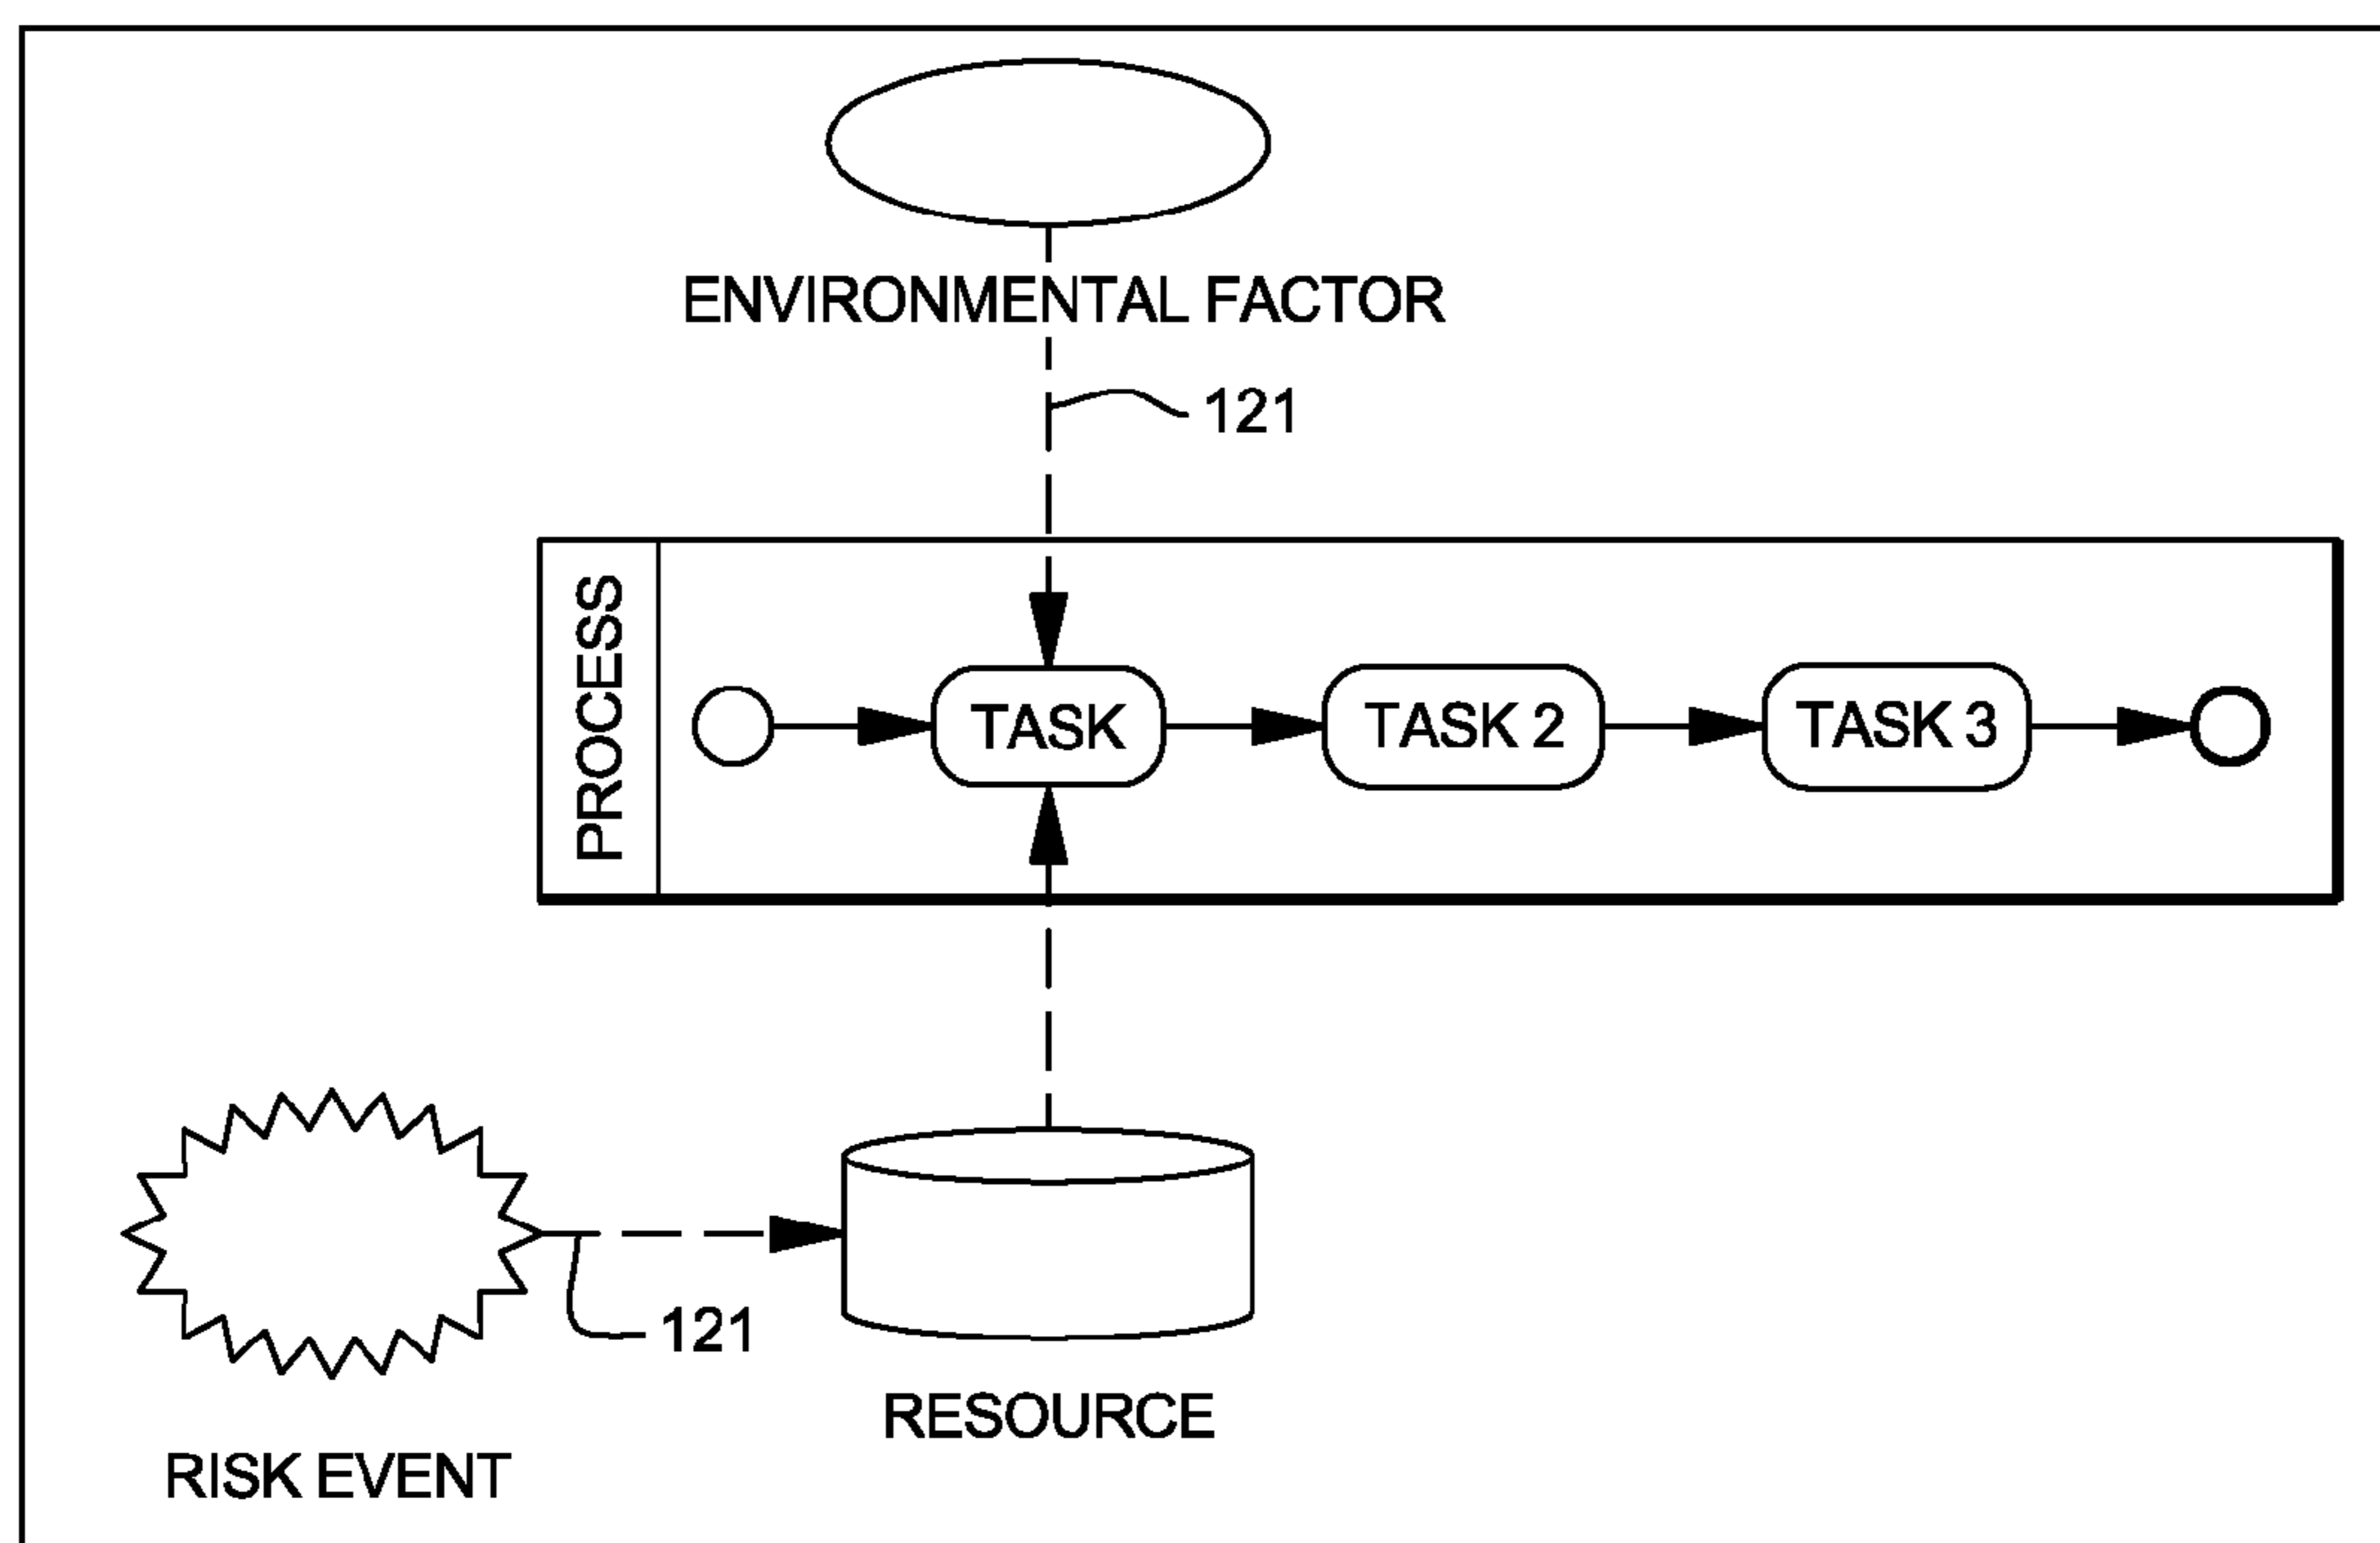 ENVIRONMENTAL FACTOR
121
PROCESS
TASK
TASK 2
TASK 3
121
RESOURCE
RISK EVENT